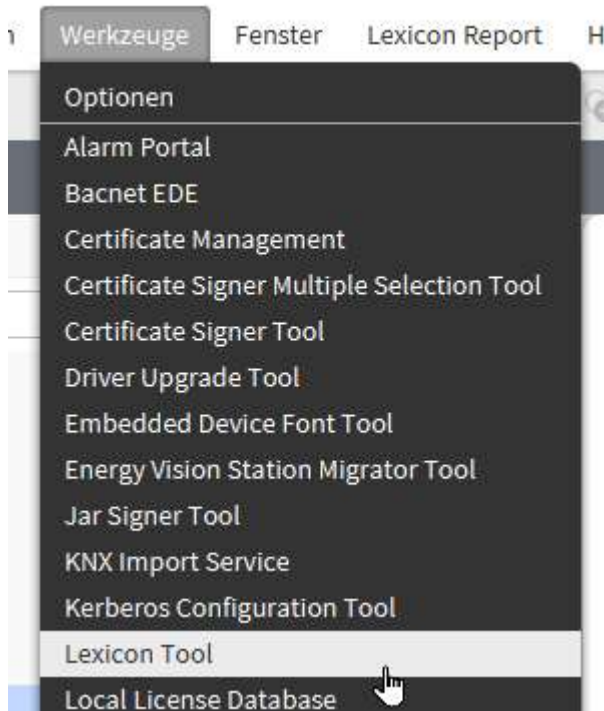 Werkzeuge Fenster Lexicon Report
Optionen
Alarm Portal
Bacnet EDE
Certificate Management
Certificate Signer Multiple Selection Tool
Certificate Signer Tool
Driver Upgrade Tool
Embedded Device Font Tool
Energy Vision Station Migrator Tool
Jar Signer Tool
KNX Import Service
Kerberos Configuration Tool
Lexicon Tool
Local License Database